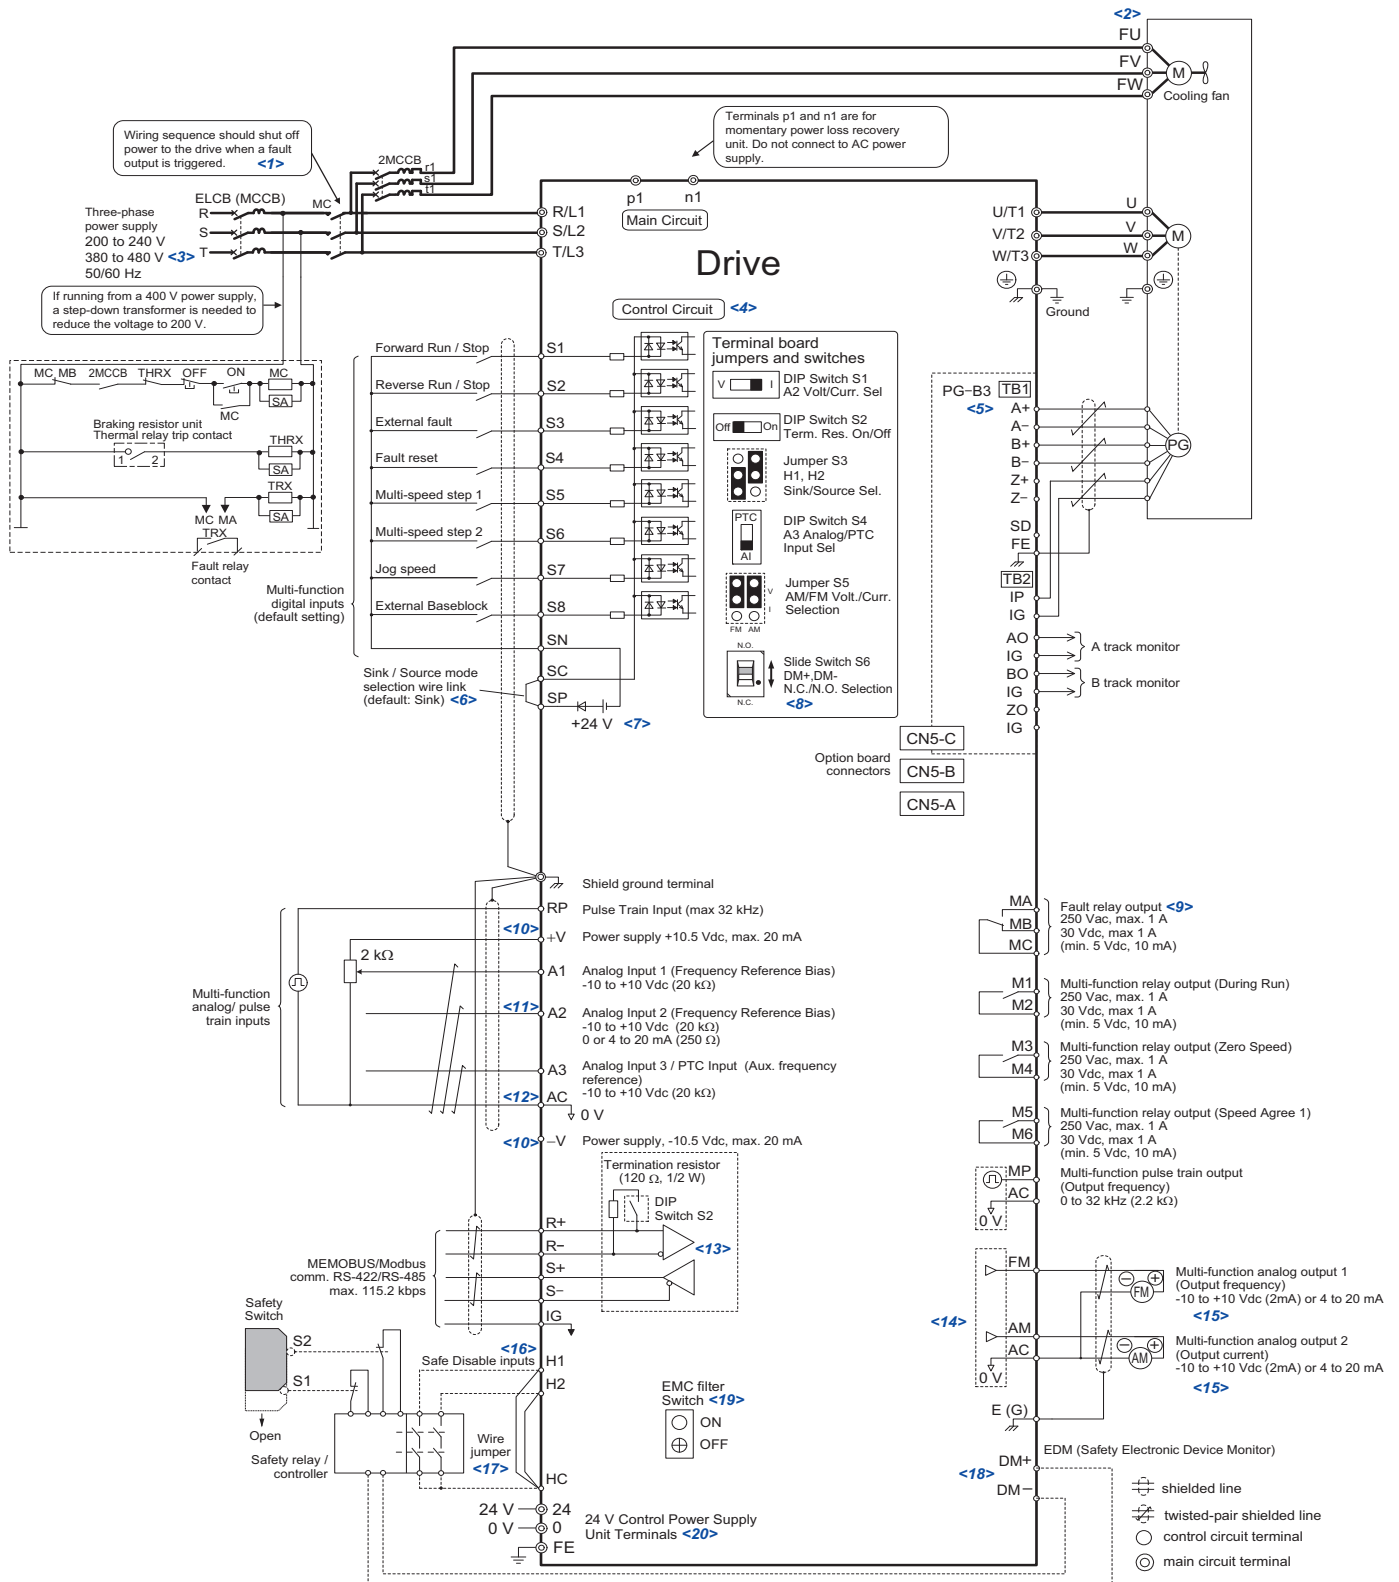 <2>
FU
FV
FW
M
Cooling fan
Wiring sequence should shut off
power to the drive when a fault
output is triggered. <1>
Terminals p1 and n1 are for
momentary power loss recovery
unit. Do not connect to AC power
supply.
2MCCB
r1
s1
t1
ELCB (MCCB)
MC
Three-phase
power supply
200 to 240 V
380 to 480 V <3>
50/60 Hz
R
S
T
R/L1
S/L2
T/L3
p1
n1
Main Circuit
Drive
U/T1
V/T2
W/T3
U
V
W
M
Ground
If running from a 400 V power supply,
a step-down transformer is needed to
reduce the voltage to 200 V.
Control Circuit <4>
MC MB 2MCCB THRX OFF ON MC
SA
MC
Braking resistor unit
Thermal relay trip contact
1 2
THRX
SA
TRX
SA
MC MA
TRX
Fault relay
contact
Forward Run / Stop
S1
Reverse Run / Stop
S2
External fault
S3
Fault reset
S4
Multi-speed step 1
S5
Multi-speed step 2
S6
Jog speed
S7
External Baseblock
S8
Multi-function
digital inputs
(default setting)
SN
SC
SP
Sink / Source mode
selection wire link
(default: Sink) <6>
+24 V <7>
Terminal board
jumpers and switches
V I
DIP Switch S1
A2 Volt/Curr. Sel
Off On
DIP Switch S2
Term. Res. On/Off
Jumper S3
H1, H2
Sink/Source Sel.
PTC
AI
DIP Switch S4
A3 Analog/PTC
Input Sel
V
I
FM AM
Jumper S5
AM/FM Volt./Curr.
Selection
N.O.
N.C.
Slide Switch S6
DM+,DM-
N.C./N.O. Selection
<8>
PG-B3 TB1
<5>
A+
A−
B+
B−
Z+
Z−
SD
FE
PG
TB2
IP
IG
AO
IG
A track monitor
BO
IG
B track monitor
ZO
IG
Option board
connectors
CN5-C
CN5-B
CN5-A
Shield ground terminal
RP
Pulse Train Input (max 32 kHz)
<10>
+V
Power supply +10.5 Vdc, max. 20 mA
2 kΩ
A1
Analog Input 1 (Frequency Reference Bias)
-10 to +10 Vdc (20 kΩ)
Multi-function
analog/ pulse
train inputs
<11>
A2
Analog Input 2 (Frequency Reference Bias)
-10 to +10 Vdc (20 kΩ)
0 or 4 to 20 mA (250 Ω)
A3
Analog Input 3 / PTC Input (Aux. frequency
reference)
-10 to +10 Vdc (20 kΩ)
<12>
AC
0 V
<10>
−V
Power supply, -10.5 Vdc, max. 20 mA
MA
MB
MC
Fault relay output <9>
250 Vac, max. 1 A
30 Vdc, max 1 A
(min. 5 Vdc, 10 mA)
M1
M2
Multi-function relay output (During Run)
250 Vac, max. 1 A
30 Vdc, max 1 A
(min. 5 Vdc, 10 mA)
M3
M4
Multi-function relay output (Zero Speed)
250 Vac, max. 1 A
30 Vdc, max 1 A
(min. 5 Vdc, 10 mA)
M5
M6
Multi-function relay output (Speed Agree 1)
250 Vac, max. 1 A
30 Vdc, max 1 A
(min. 5 Vdc, 10 mA)
MP
AC
0 V
Multi-function pulse train output
(Output frequency)
0 to 32 kHz (2.2 kΩ)
Termination resistor
(120 Ω, 1/2 W)
DIP
Switch S2
<13>
R+
R−
S+
S−
IG
MEMOBUS/Modbus
comm. RS-422/RS-485
max. 115.2 kbps
FM
FM
Multi-function analog output 1
(Output frequency)
-10 to +10 Vdc (2mA) or 4 to 20 mA
<15>
<14>
AM
AC
0 V
AM
Multi-function analog output 2
(Output current)
-10 to +10 Vdc (2mA) or 4 to 20 mA
<15>
E (G)
Safety
Switch
S2
S1
Open
Safety relay /
controller
<16>
Safe Disable inputs
H1
H2
Wire
jumper
<17>
HC
EMC filter
Switch <19>
ON
OFF
24 V
24
0 V
0
FE
24 V Control Power Supply
Unit Terminals <20>
EDM (Safety Electronic Device Monitor)
<18>
DM+
DM−
shielded line
twisted-pair shielded line
control circuit terminal
main circuit terminal